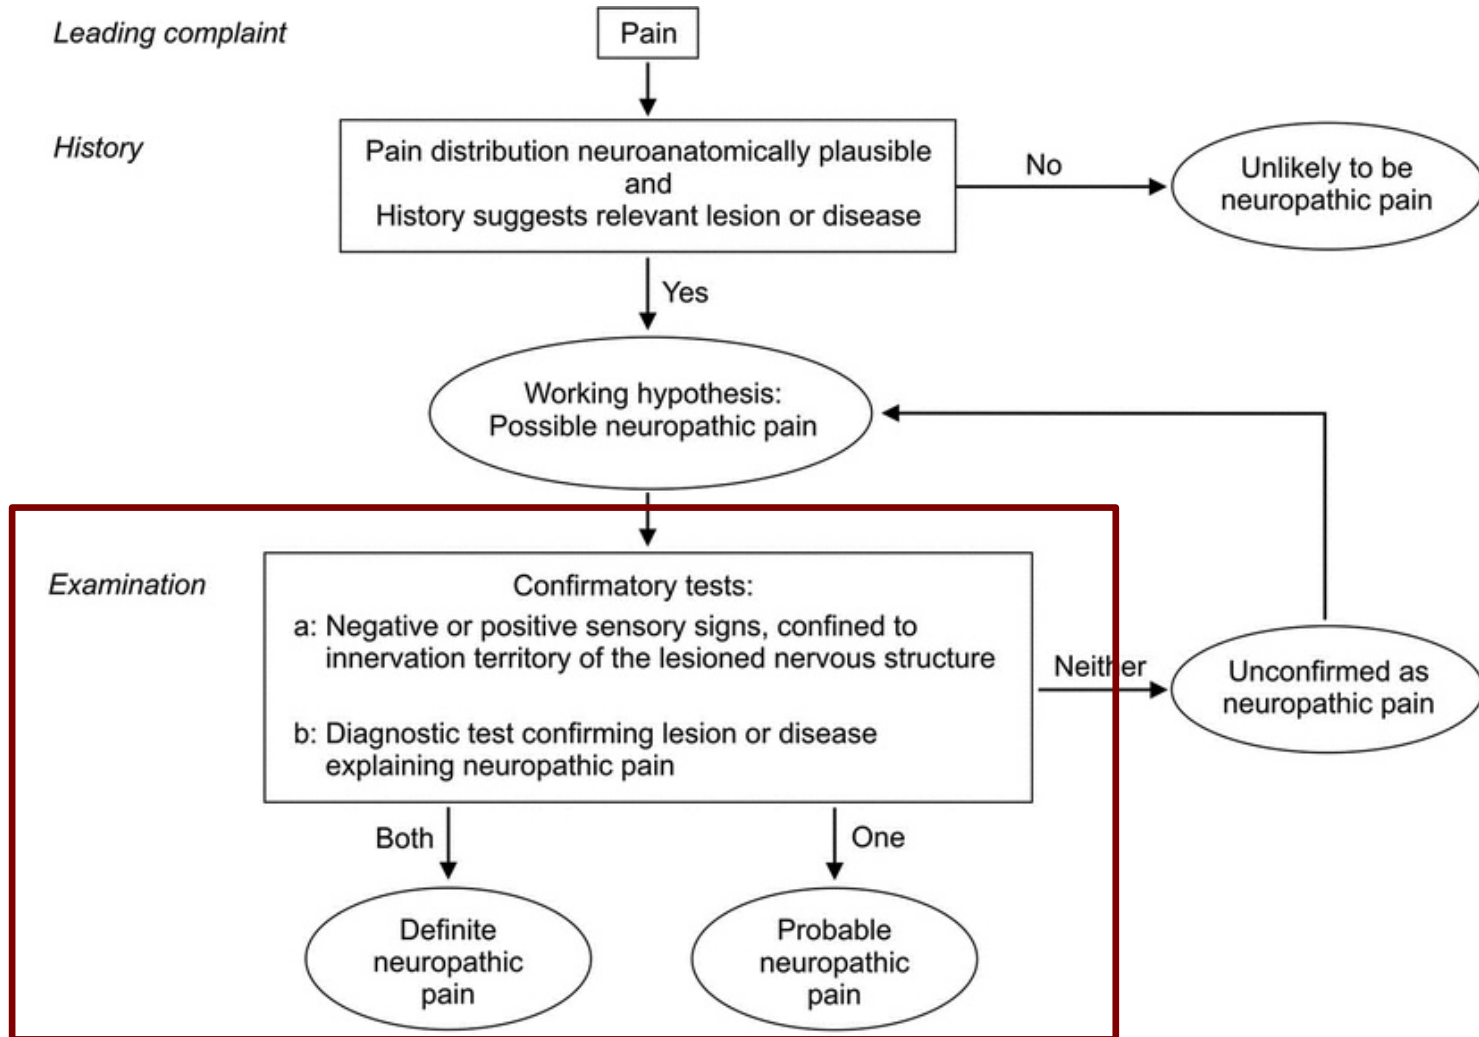 Leading complaint
Pain
History
Pain distribution neuroanatomically plausible
and
History suggests relevant lesion or disease
No
Unlikely to be
neuropathic pain
Yes
Working hypothesis:
Possible neuropathic pain
Examination
Confirmatory tests:
a: Negative or positive sensory signs, confined to
innervation territory of the lesioned nervous structure
b: Diagnostic test confirming lesion or disease
explaining neuropathic pain
Neither
Unconfirmed as
neuropathic pain
Both
One
Definite
neuropathic
pain
Probable
neuropathic
pain